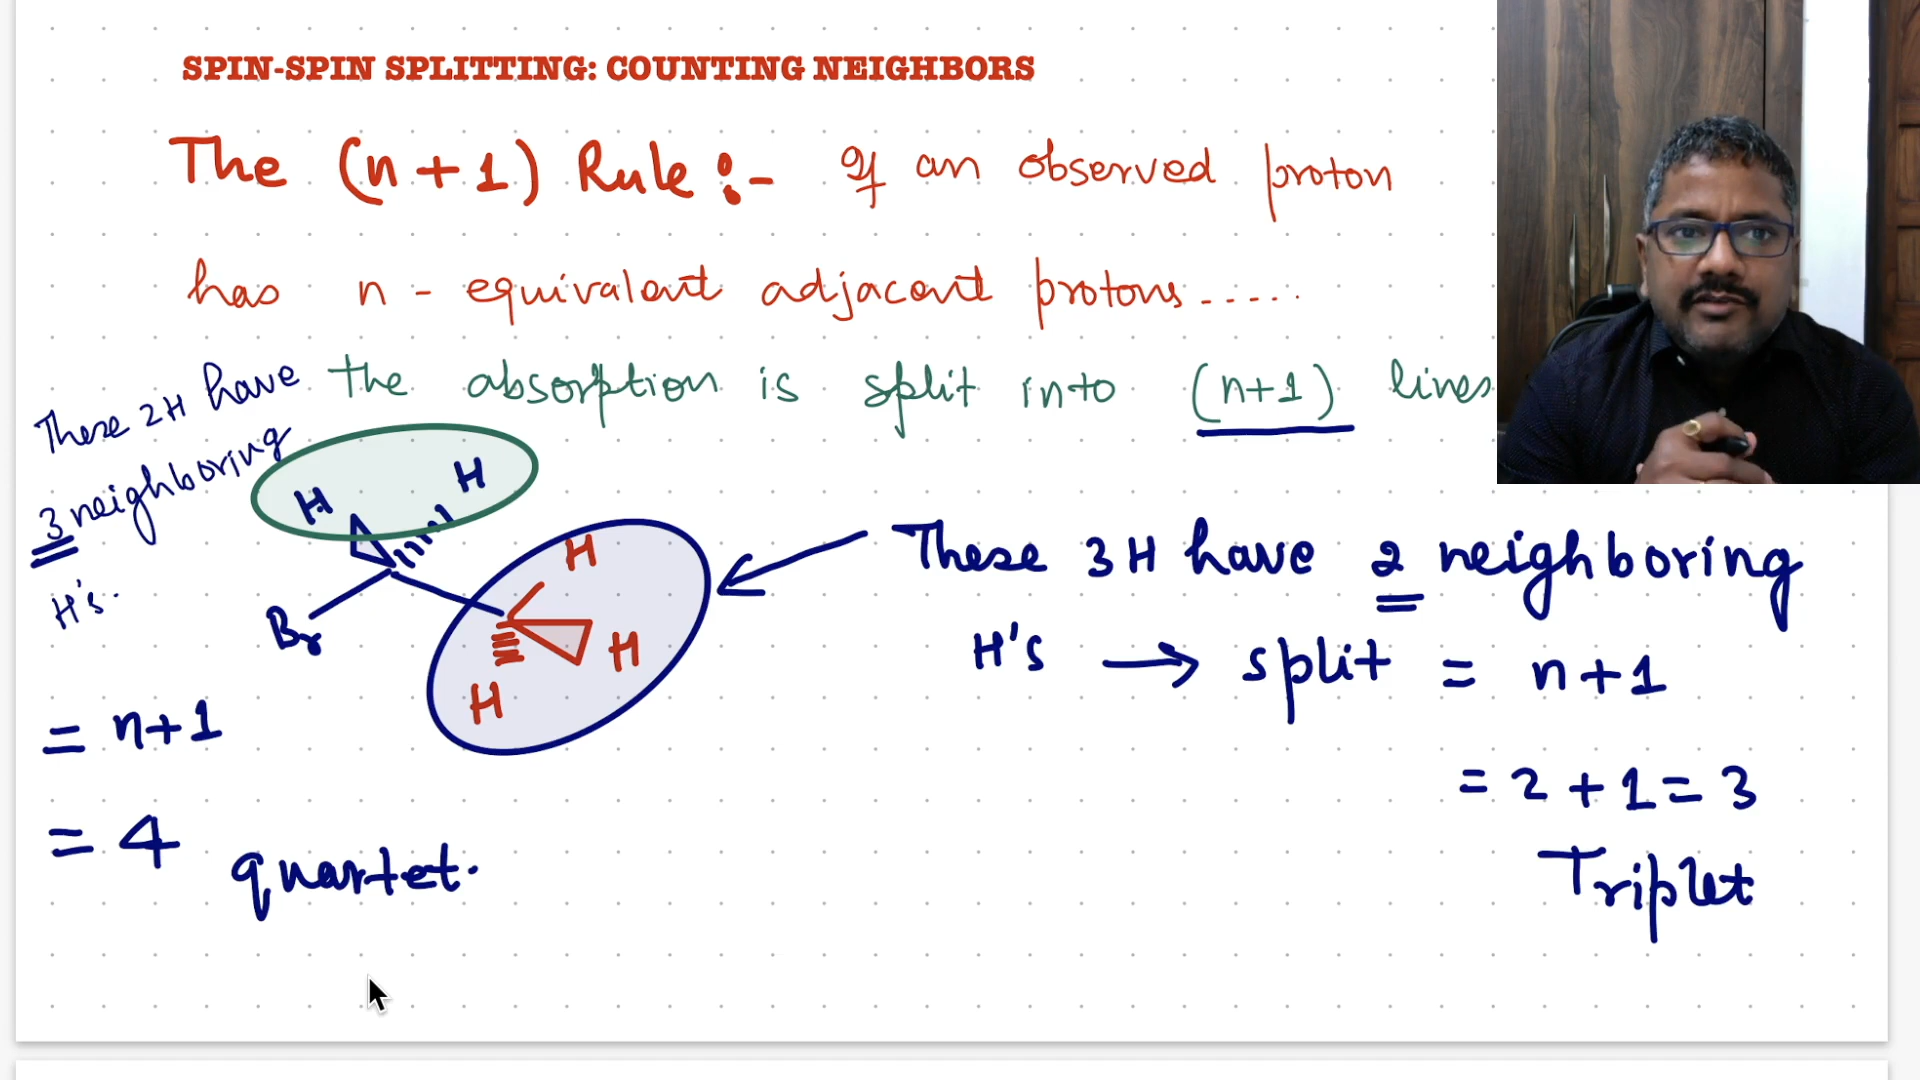 SPIN-SPIN SPLITTING: COUNTING NEIGHBORS
The (n+1) Rule :- If an observed proton
has n - equivalent adjacent protons.....
the absorption is split into (n+1) lines
These 2H have
3 neighboring
H's.
H H
Br
H
H
H
= n+1
= 4
quartet.
These 3H have 2 neighboring
H's → split = n+1
= 2+1=3
Triplet